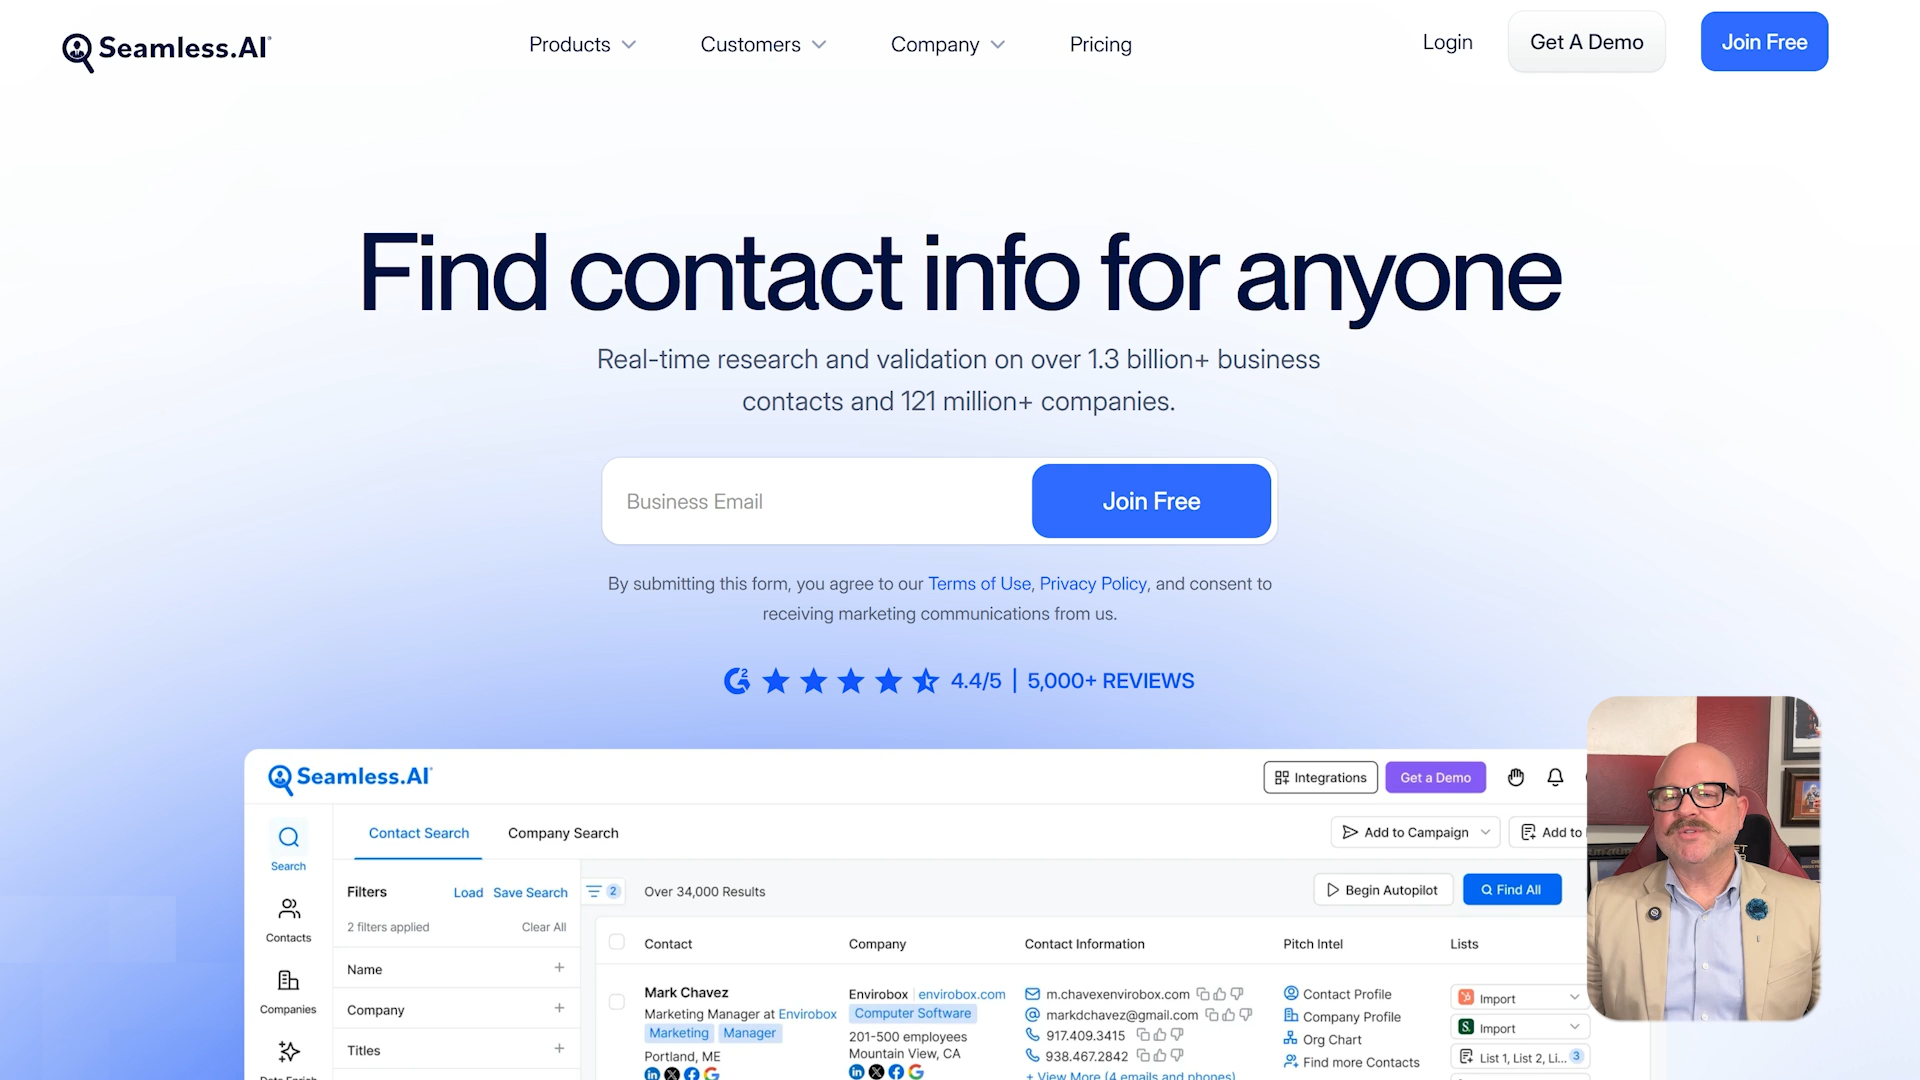 Seamless.AI
Products
Customers
Company
Pricing
Login
Get A Demo
Join Free
Find contact info for anyone
Real-time research and validation on over 1.3 billion+ business
contacts and 121 million+ companies.
Business Email
Join Free
By submitting this form, you agree to our Terms of Use, Privacy Policy, and consent to
receiving marketing communications from us.
4.4/5 | 5,000+ REVIEWS
Seamless.AI
Integrations
Get a Demo
Contact Search
Company Search
Add to Campaign
Add to
Search
Contacts
Companies
Filters
Load
Save Search
2 filters applied
Clear All
Name
Company
Titles
2
Over 34,000 Results
Begin Autopilot
Find All
Contact
Company
Contact Information
Pitch Intel
Lists
Mark Chavez
Marketing Manager at Envirobox
Marketing
Manager
Portland, ME
Envirobox | envirobox.com
Computer Software
201-500 employees
Mountain View, CA
m.chavexenvirobox.com
markdchavez@gmail.com
917.409.3415
938.467.2842
+ View More (4 emails and phones)
Contact Profile
Company Profile
Org Chart
Find more Contacts
Import
Import
List 1, List 2, Li... 3